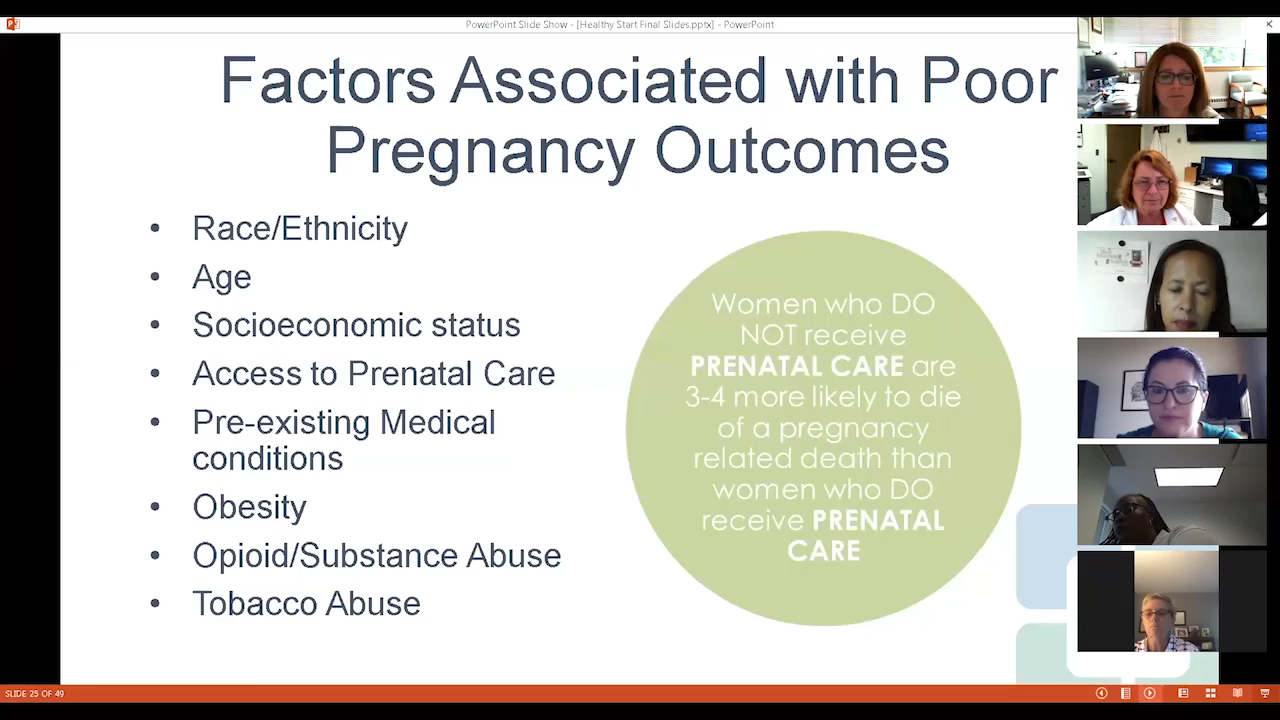 PowerPoint Slide Show - [Healthy Start Final Slides.pptx] - PowerPoint
Factors Associated with Poor
Pregnancy Outcomes
• Race/Ethnicity
• Age
• Socioeconomic status
• Access to Prenatal Care
• Pre-existing Medical
conditions
• Obesity
• Opioid/Substance Abuse
• Tobacco Abuse
Women who DO
NOT receive
PRENATAL CARE are
3-4 more likely to die
of a pregnancy
related death than
women who DO
receive PRENATAL
CARE
SLIDE 25 OF 49